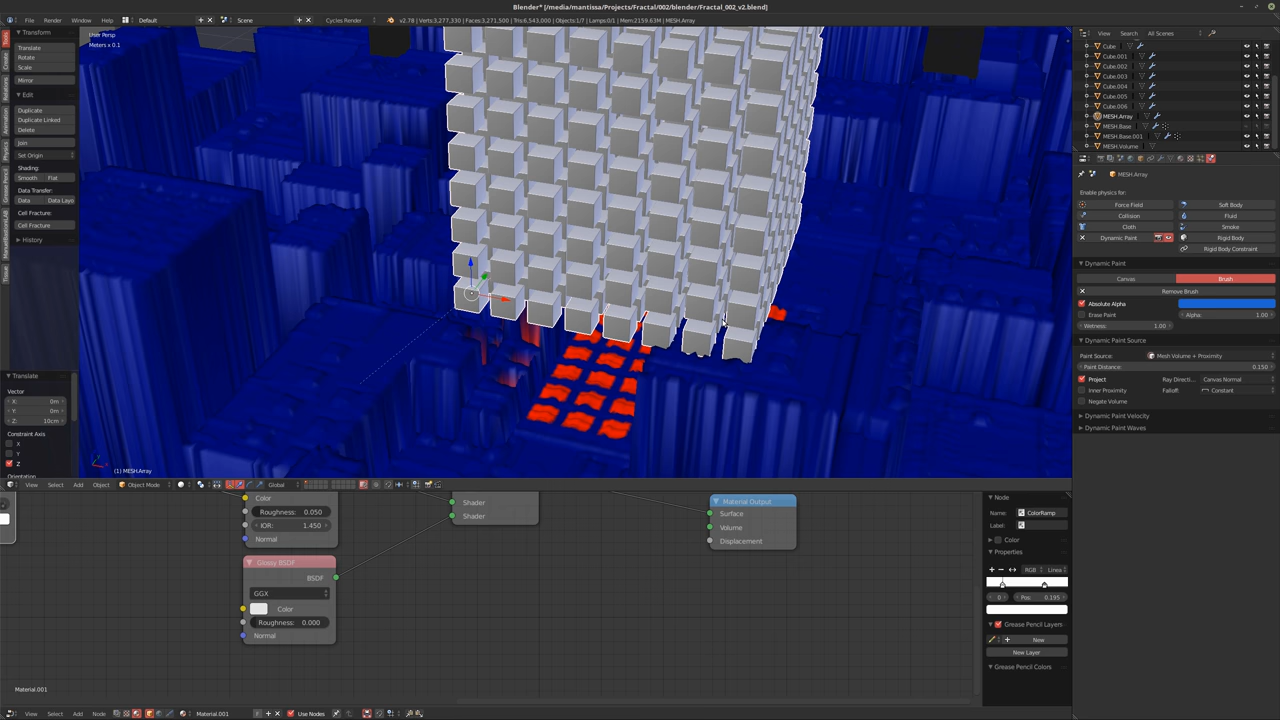 Blender* [/media/mantissa/Projects/Fractal/002/blender/Fractal_002_v2.blend]
File Render Window Help Default Scene Cycles Render v2.78 | Verts:3,277,330 | Faces:3,271,500 | Tris:6,543,000 | Objects:1/7 | Lamps:0/1 | Mem:2159.63M | MESH.Array
Transform
Translate
Rotate
Scale
Mirror
Edit
Duplicate
Duplicate Linked
Delete
Join
Set Origin
Shading:
Smooth Flat
Data Transfer:
Data Data Layo
Cell Fracture:
Cell Fracture
History
Tools
Create
Relations
Animation
Physics
Grease Pencil
Tissue
Translate
Vector
X: 0m
Y: 0m
Z: 10cm
Constraint Axis
X
Y
Z
Orientation
User Persp
Meters x 0.1
(1) MESH.Array
View Select Add Object Object Mode Global
View Search All Scenes
Cube
Cube.001
Cube.002
Cube.003
Cube.004
Cube.005
Cube.006
MESH.Array
MESH.Base
MESH.Base.001
MESH.Volume
MESH.Array
Enable physics for:
Force Field Soft Body
Collision Fluid
Cloth Smoke
Dynamic Paint Rigid Body
Rigid Body Constraint
Dynamic Paint
Canvas Brush
Remove Brush
Absolute Alpha
Erase Paint Alpha: 1.00
Wetness: 1.00
Dynamic Paint Source
Paint Source: Mesh Volume + Proximity
Paint Distance: 0.150
Project Ray Directi.. Canvas Normal
Inner Proximity Falloff: Constant
Negate Volume
Dynamic Paint Velocity
Dynamic Paint Waves
Color
Roughness: 0.050
IOR: 1.450
Normal
Shader
Shader
Glossy BSDF
BSDF
GGX
Color
Roughness: 0.000
Normal
Material Output
Surface
Volume
Displacement
Material.001
Node
Name: ColorRamp
Label:
Color
Properties
RGB Linea
0 Pos: 0.195
Grease Pencil Layers
New
New Layer
Grease Pencil Colors
View Select Add Node Material.001 Use Nodes